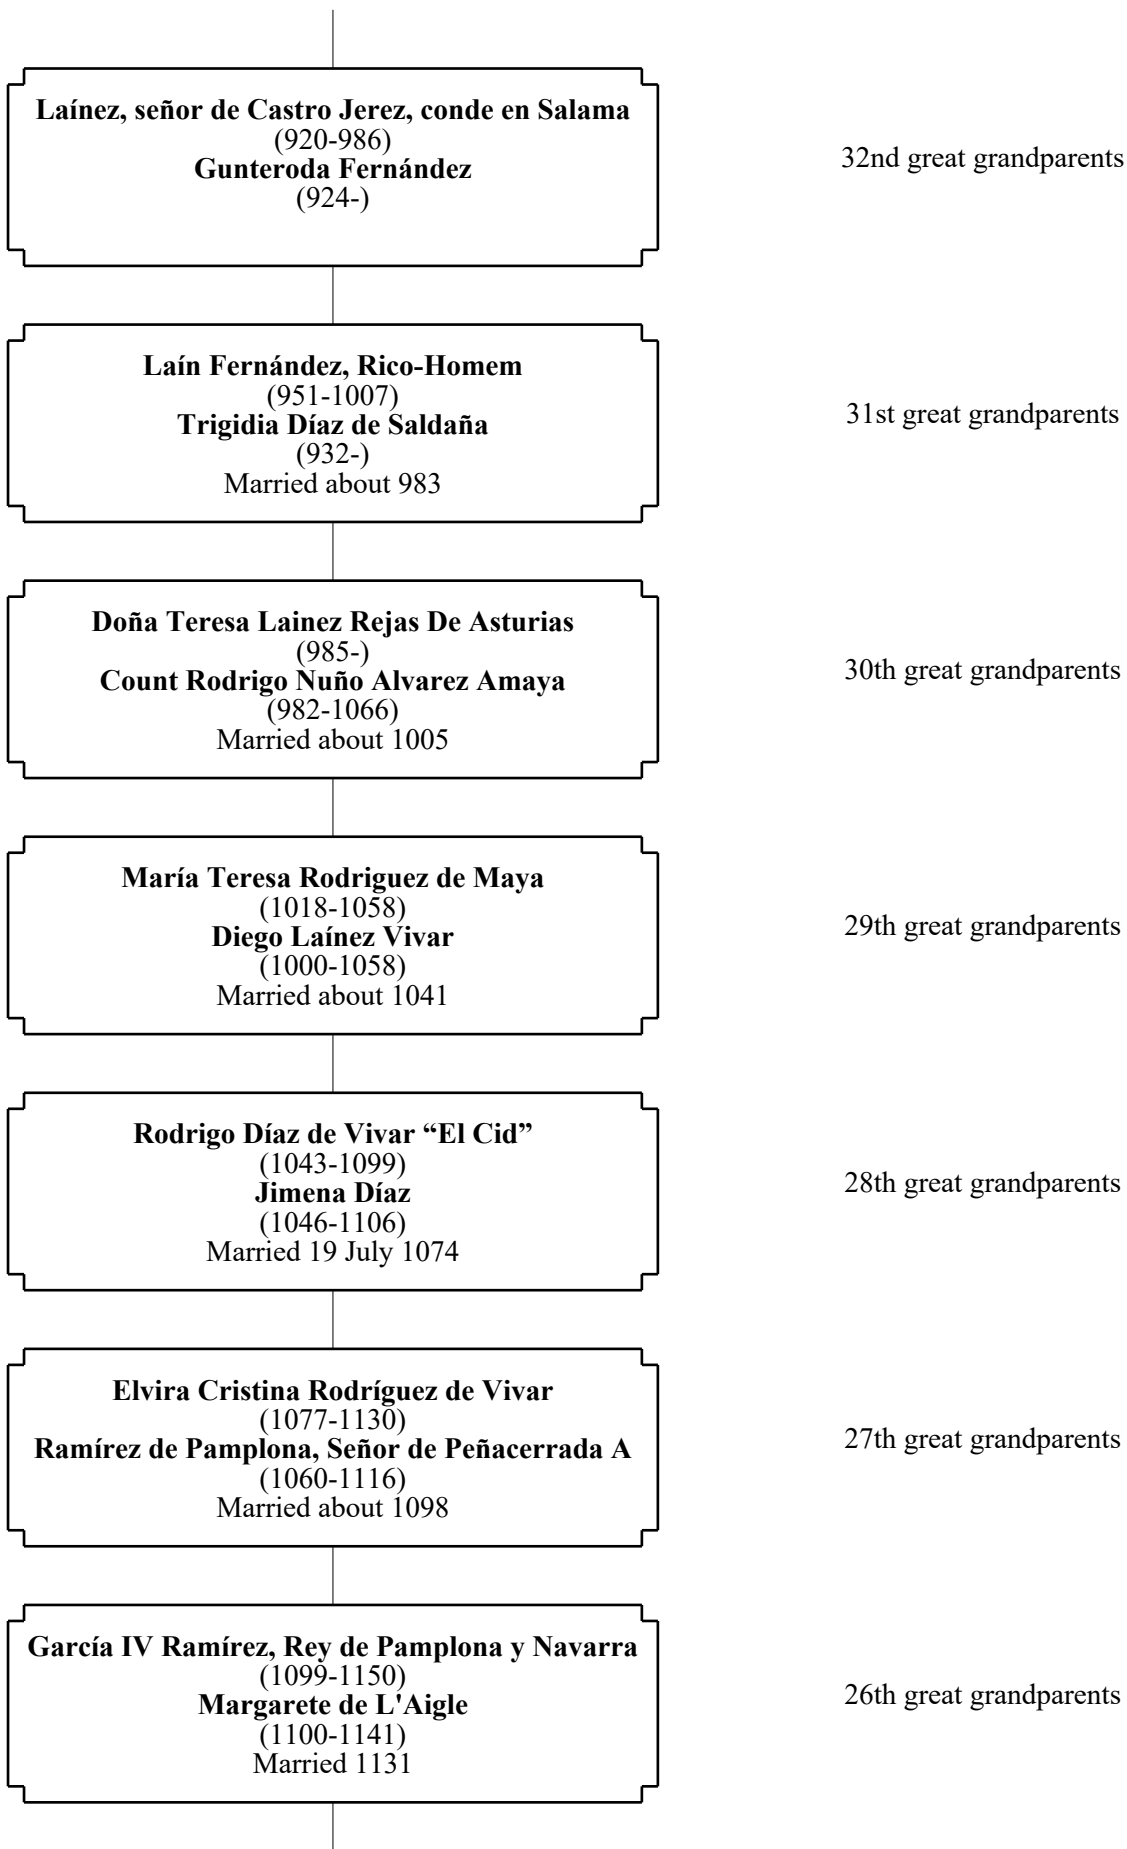 Laínez, señor de Castro Jerez, conde en Salama
(920-986)
Gunteroda Fernández
(924-)
32nd great grandparents
Laín Fernández, Rico-Homem
(951-1007)
Trigidia Díaz de Saldaña
(932-)
Married about 983
31st great grandparents
Doña Teresa Lainez Rejas De Asturias
(985-)
Count Rodrigo Nuño Alvarez Amaya
(982-1066)
Married about 1005
30th great grandparents
María Teresa Rodriguez de Maya
(1018-1058)
Diego Laínez Vivar
(1000-1058)
Married about 1041
29th great grandparents
Rodrigo Díaz de Vivar “El Cid”
(1043-1099)
Jimena Díaz
(1046-1106)
Married 19 July 1074
28th great grandparents
Elvira Cristina Rodríguez de Vivar
(1077-1130)
Ramírez de Pamplona, Señor de Peñacerrada A
(1060-1116)
Married about 1098
27th great grandparents
García IV Ramírez, Rey de Pamplona y Navarra
(1099-1150)
Margarete de L'Aigle
(1100-1141)
Married 1131
26th great grandparents